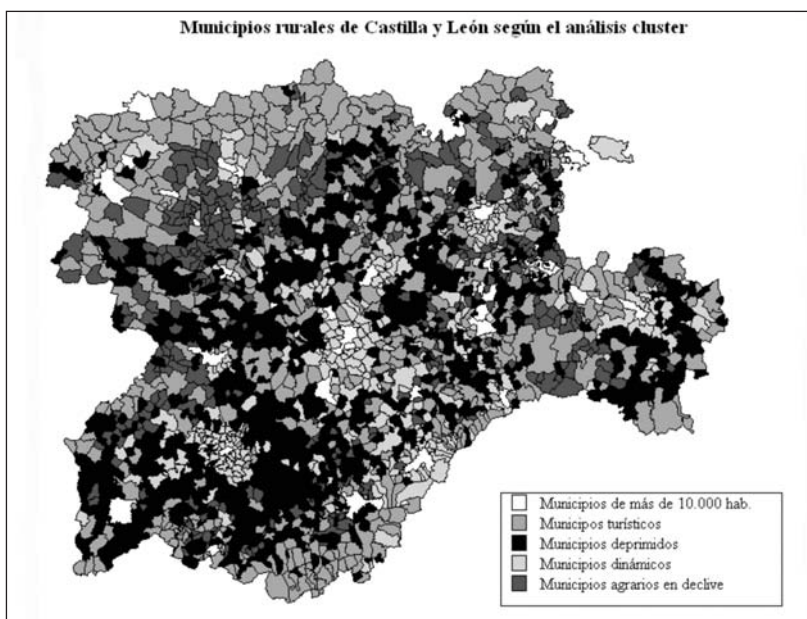 Municipios rurales de Castilla y León según el análisis cluster
Municipios de más de 10.000 hab.
Municipos turísticos
Municipios deprimidos
Municipios dinámicos
Municipios agrarios en declive